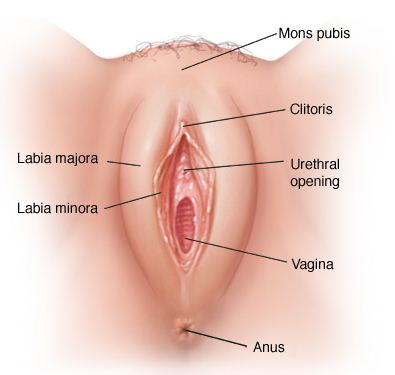 Mons pubis
Clitoris
Labia majora
Urethral
opening
Labia minora
Vagina
Anus